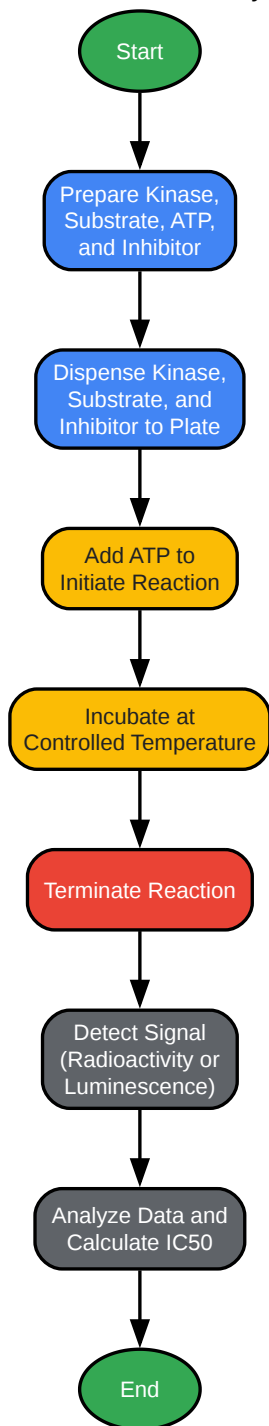 Start
Prepare Kinase,
Substrate, ATP,
and Inhibitor
Dispense Kinase,
Substrate, and
Inhibitor to Plate
Add ATP to
Initiate Reaction
Incubate at
Controlled Temperature
Terminate Reaction
Detect Signal
(Radioactivity or
Luminescence)
Analyze Data and
Calculate IC50
End